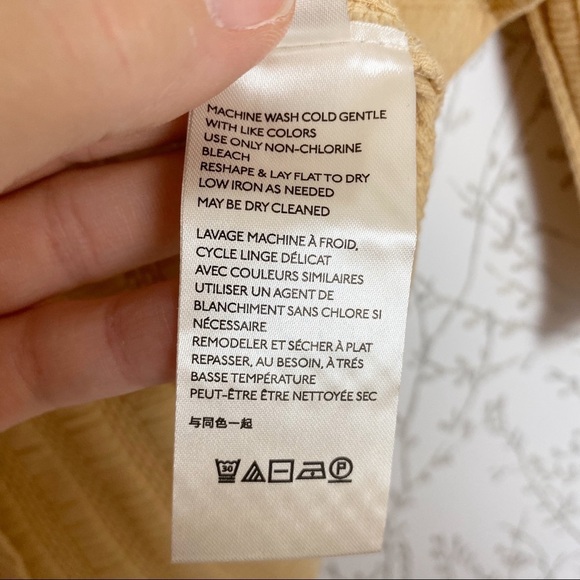 MACHINE WASH COLD GENTLE
WITH LIKE COLORS
USE ONLY NON-CHLORINE
BLEACH
RESHAPE & LAY FLAT TO DRY
LOW IRON AS NEEDED
MAY BE DRY CLEANED
LAVAGE MACHINE À FROID,
CYCLE LINGE DÉLICAT
AVEC COULEURS SIMILAIRES
UTILISER UN AGENT DE
BLANCHIMENT SANS CHLORE SI
NÉCESSAIRE
REMODELER ET SÉCHER À PLAT
REPASSER, AU BESOIN, À TRÉS
BASSE TEMPÉRATURE
PEUT-ÊTRE ÊTRE NETTOYÉE SEC
与同色一起
30 P